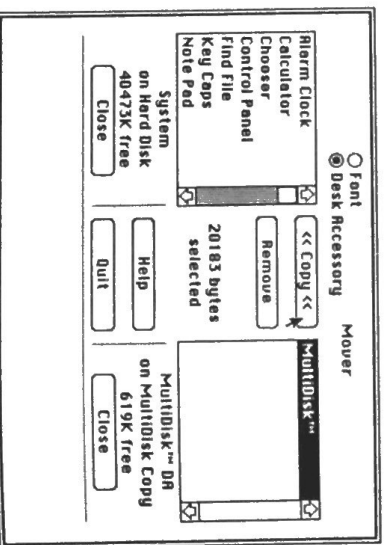 Font
Desk Accessory
Mover
Alarm Clock
Calculator
Chooser
Control Panel
Find File
Key Caps
Note Pad
<< Copy <<
Remove
20183 bytes
selected
MultiDisk™
System
on Hard Disk
40473K free
Close
Help
Quit
MultiDisk™ DA
on MultiDisk Copy
619K free
Close